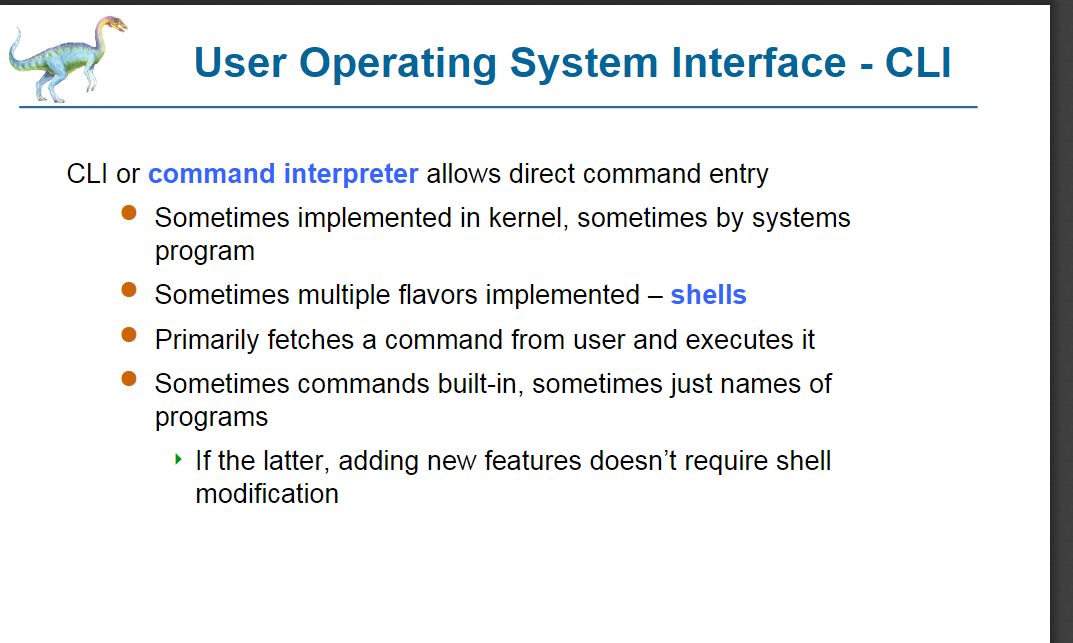 User Operating System Interface - CLI
CLI or command interpreter allows direct command entry
Sometimes implemented in kernel, sometimes by systems
program
Sometimes multiple flavors implemented – shells
Primarily fetches a command from user and executes it
Sometimes commands built-in, sometimes just names of
programs
If the latter, adding new features doesn’t require shell
modification